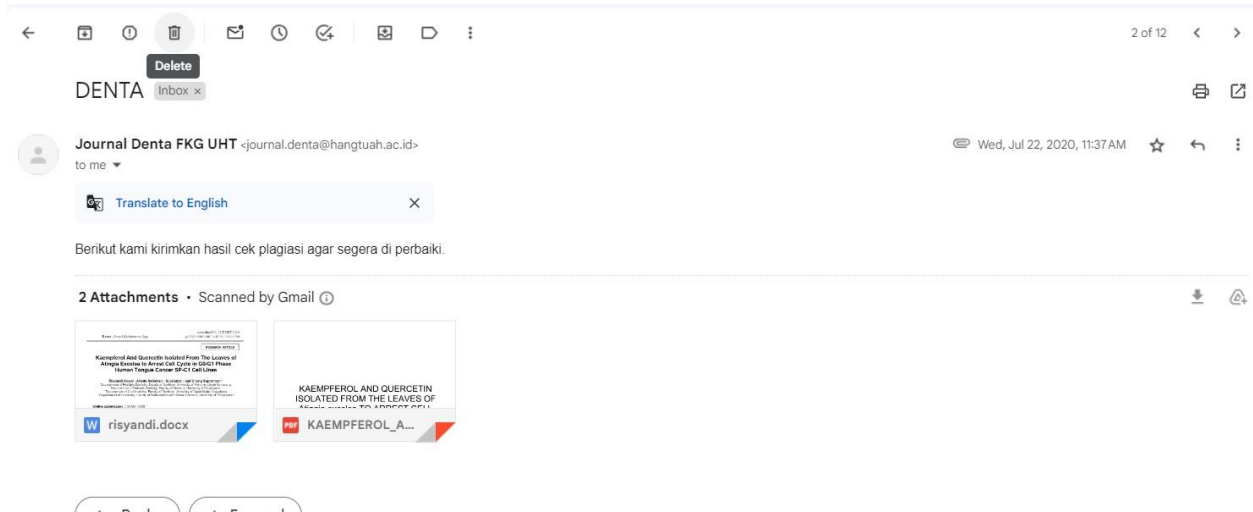 2 of 12
Delete
DENTA Inbox ×
Journal Denta FKG UHT <journal.denta@hangtuah.ac.id>
Wed, Jul 22, 2020, 11:37 AM
to me
Translate to English
Berikut kami kirimkan hasil cek plagiasi agar segera di perbaiki.
2 Attachments • Scanned by Gmail
RESEARCH ARTICLE
Kaempferol And Quercetin Isolated From The Leaves of
Altingia Excelsa to Arrest Cell Cycle in G0/G1 Phase
Human Tongue Cancer SP-C1 Cell Lines
KAEMPFEROL AND QUERCETIN
ISOLATED FROM THE LEAVES OF
W risyandi.docx
PDF KAEMPFEROL_A...